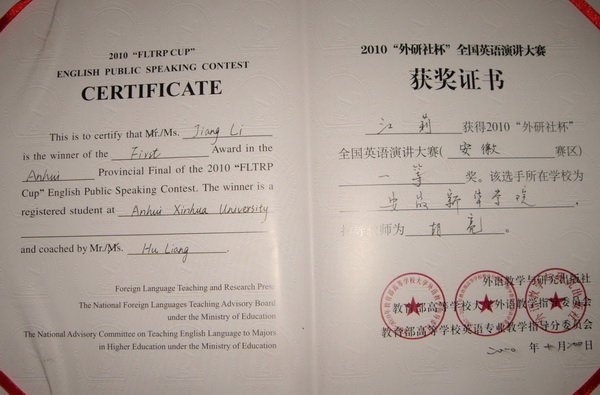 2010 "FLTRP CUP"
ENGLISH PUBLIC SPEAKING CONTEST
CERTIFICATE
This is to certify that Mr./Ms. Jiang Li
is the winner of the First Award in the
Anhui Provincial Final of the 2010 "FLTRP
Cup" English Public Speaking Contest. The winner is a
registered student at Anhui Xinhua University
and coached by Mr./Ms. Hu Liang.
Foreign Language Teaching and Research Press
The National Foreign Languages Teaching Advisory Board
under the Ministry of Education
The National Advisory Committee on Teaching English Language to Majors
in Higher Education under the Ministry of Education
2010 "外研社杯" 全国英语演讲大赛
获奖证书
江莉 获得2010 "外研社杯"
全国英语演讲大赛( 安徽 赛区)
一等 奖。该选手所在学校为
安徽新华学院,
教师为 胡亮。
外语教学与研究出版社
教育部高等学校大学外语教学指导委员会
教育部高等学校英语专业教学指导分委员会
年 月 日